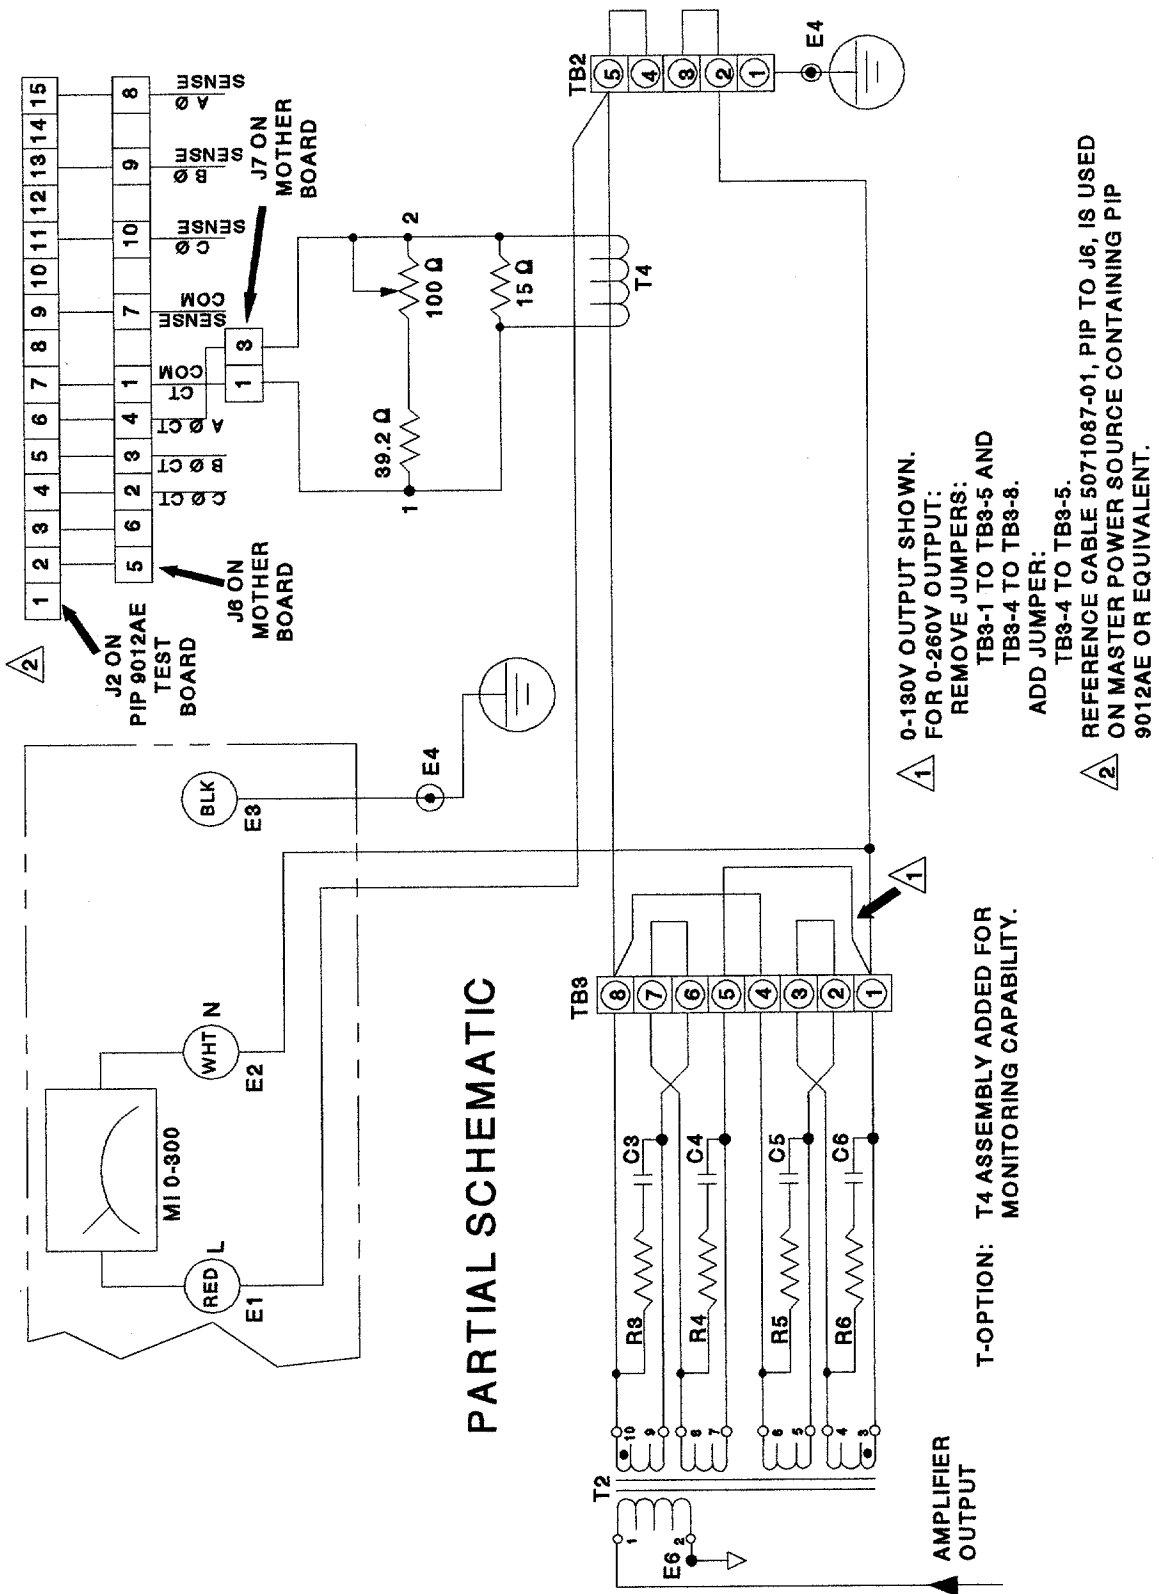 PARTIAL SCHEMATIC
MI 0-300
RED
L
E1
WHT
N
E2
BLK
E3
E4
2
J2 ON
PIP 9012AE
TEST
BOARD
1 2 3 4 5 6 7 8 9 10 11 12 13 14 15
5 6 2 3 4 1 7 10 9 8
J6 ON
MOTHER
BOARD
C Ø CT
B Ø CT
A Ø CT
CT
COM
SENSE
COM
C Ø
SENSE
B Ø
SENSE
A Ø
SENSE
J7 ON
MOTHER
BOARD
1 3
1
39.2 Ω
100 Ω
2
15 Ω
T4
TB2
5
4
3
2
1
E4
TB3
8
7
6
5
4
3
2
1
1
T2
1
2
E6
10
9
8
7
6
5
4
3
R3
C3
R4
C4
R5
C5
R6
C6
AMPLIFIER
OUTPUT
T-OPTION: T4 ASSEMBLY ADDED FOR
MONITORING CAPABILITY.
1 0-130V OUTPUT SHOWN.
FOR 0-260V OUTPUT:
REMOVE JUMPERS:
TB3-1 TO TB3-5 AND
TB3-4 TO TB3-8.
ADD JUMPER:
TB3-4 TO TB3-5.
2 REFERENCE CABLE 5071087-01, PIP TO J6, IS USED
ON MASTER POWER SOURCE CONTAINING PIP
9012AE OR EQUIVALENT.